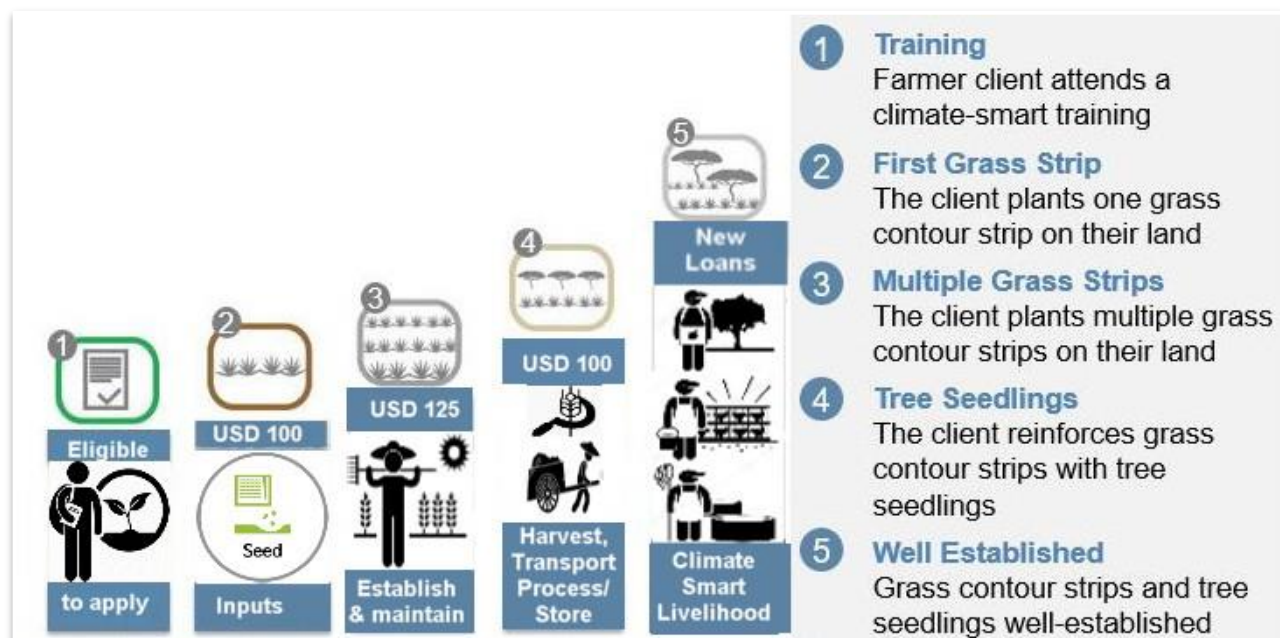 1
Eligible
to apply
2
USD 100
Seed
Inputs
3
USD 125
Establish
& maintain
4
USD 100
Harvest,
Transport
Process/
Store
5
New
Loans
Climate
Smart
Livelihood
1 Training
Farmer client attends a
climate-smart training
2 First Grass Strip
The client plants one grass
contour strip on their land
3 Multiple Grass Strips
The client plants multiple grass
contour strips on their land
4 Tree Seedlings
The client reinforces grass
contour strips with tree
seedlings
5 Well Established
Grass contour strips and tree
seedlings well-established